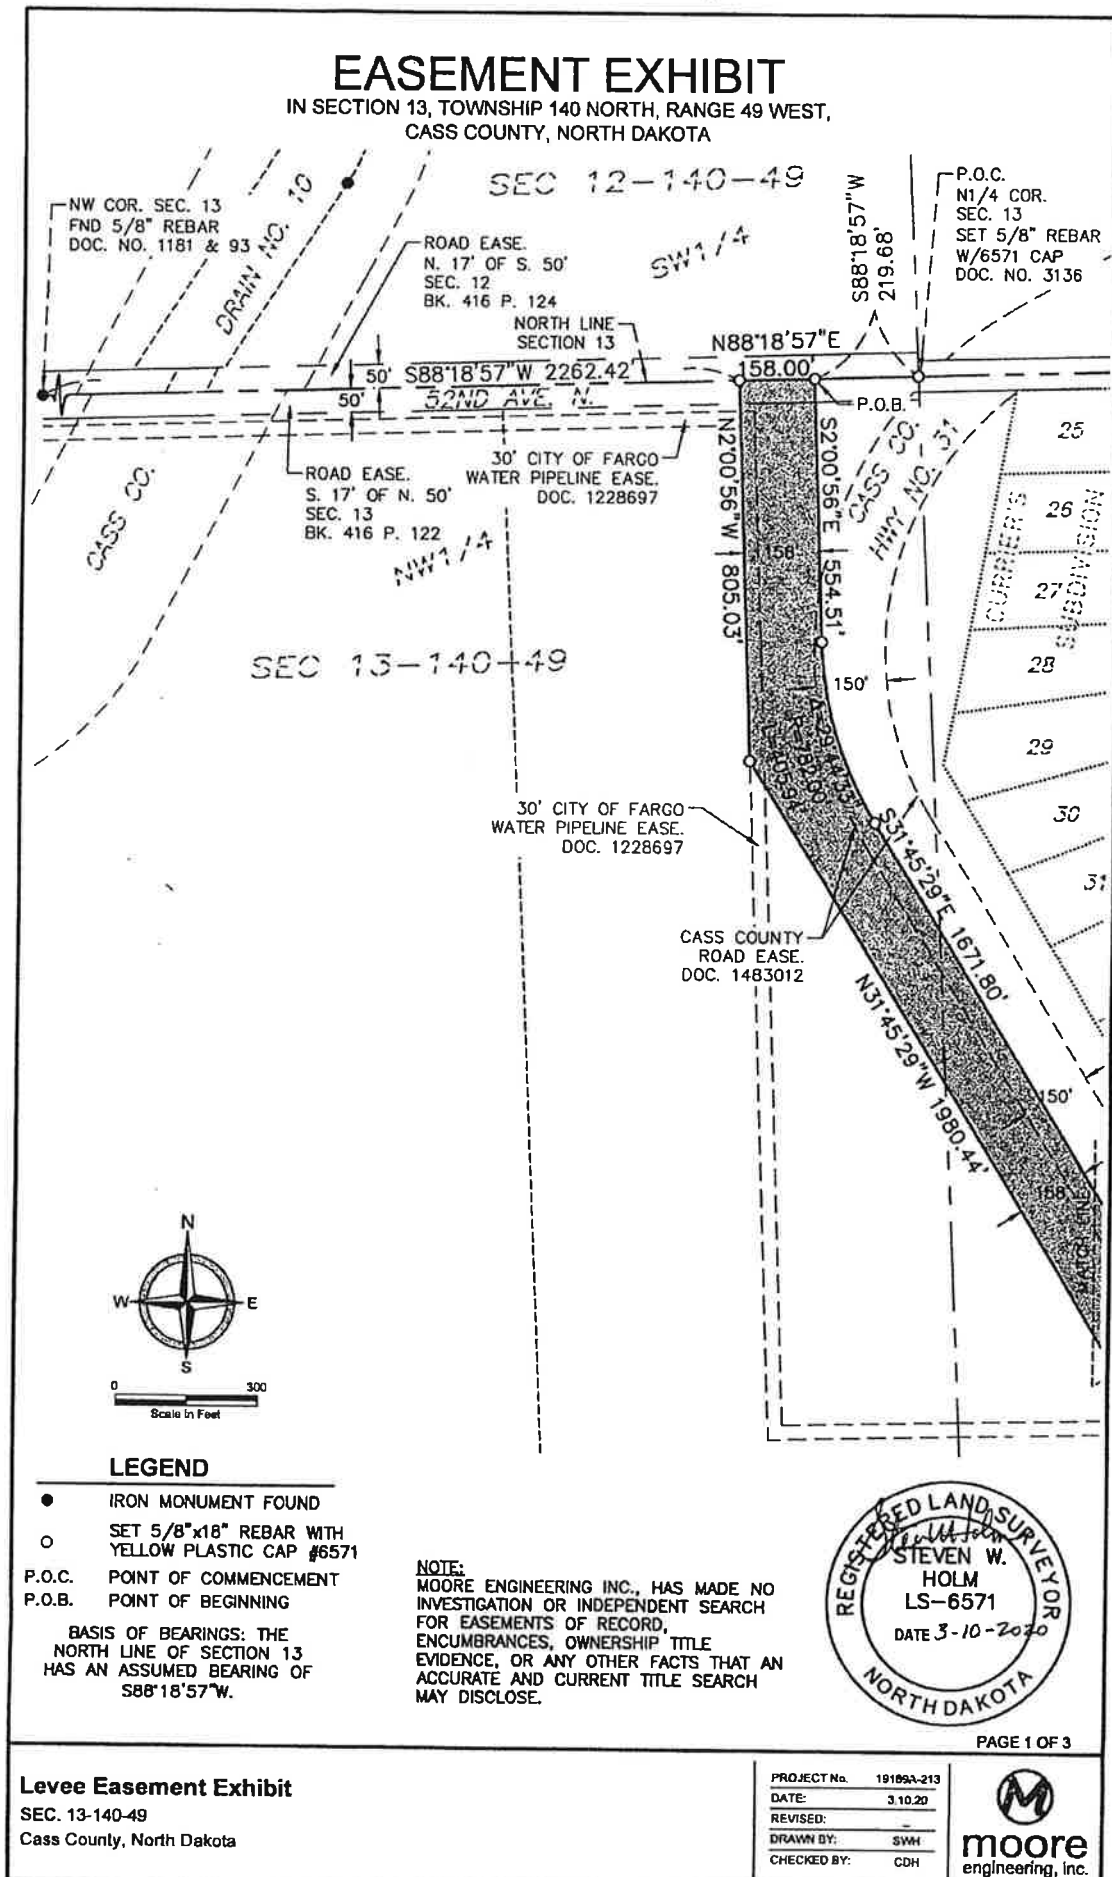 EASEMENT EXHIBIT
IN SECTION 13, TOWNSHIP 140 NORTH, RANGE 49 WEST,
CASS COUNTY, NORTH DAKOTA
SEC 12-140-49
SW1/4
NW COR. SEC. 13
FND 5/8" REBAR
DOC. NO. 1181 & 93
DRAIN NO. 10
ROAD EASE.
N. 17' OF S. 50'
SEC. 12
BK. 416 P. 124
NORTH LINE
SECTION 13
S88°18'57"W
219.68'
P.O.C.
N1/4 COR.
SEC. 13
SET 5/8" REBAR
W/6571 CAP
DOC. NO. 3136
N88°18'57"E
158.00'
50'
S88°18'57"W 2262.42'
50'
52ND AVE. N.
P.O.B.
ROAD EASE.
S. 17' OF N. 50'
SEC. 13
BK. 416 P. 122
30' CITY OF FARGO
WATER PIPELINE EASE.
DOC. 1228697
N2°00'56"W
805.03'
S2°00'56"E
554.51'
158'
CASS CO.
HWY NO. 31
CASS CO.
NW1/4
SEC 13-140-49
CURRIER'S
SUBDIVISION
25
26
27
28
29
30
31
150'
Δ=29°44'33"
R=782.00'
L=405.94'
30' CITY OF FARGO
WATER PIPELINE EASE.
DOC. 1228697
S31°45'29"E 1671.80'
CASS COUNTY
ROAD EASE.
DOC. 1483012
N31°45'29"W 1980.44'
150'
158'
MATCH LINE
N
W
E
S
0 300
Scale in Feet
LEGEND
IRON MONUMENT FOUND
SET 5/8"x18" REBAR WITH
YELLOW PLASTIC CAP #6571
P.O.C. POINT OF COMMENCEMENT
P.O.B. POINT OF BEGINNING
BASIS OF BEARINGS: THE
NORTH LINE OF SECTION 13
HAS AN ASSUMED BEARING OF
S88°18'57"W.
NOTE:
MOORE ENGINEERING INC., HAS MADE NO
INVESTIGATION OR INDEPENDENT SEARCH
FOR EASEMENTS OF RECORD,
ENCUMBRANCES, OWNERSHIP TITLE
EVIDENCE, OR ANY OTHER FACTS THAT AN
ACCURATE AND CURRENT TITLE SEARCH
MAY DISCLOSE.
REGISTERED LAND SURVEYOR
STEVEN W.
HOLM
LS-6571
DATE 3-10-2020
NORTH DAKOTA
PAGE 1 OF 3
Levee Easement Exhibit
SEC. 13-140-49
Cass County, North Dakota
PROJECT No. 19189A-213
DATE: 3.10.20
REVISED: -
DRAWN BY: SWH
CHECKED BY: CDH
moore
engineering, inc.